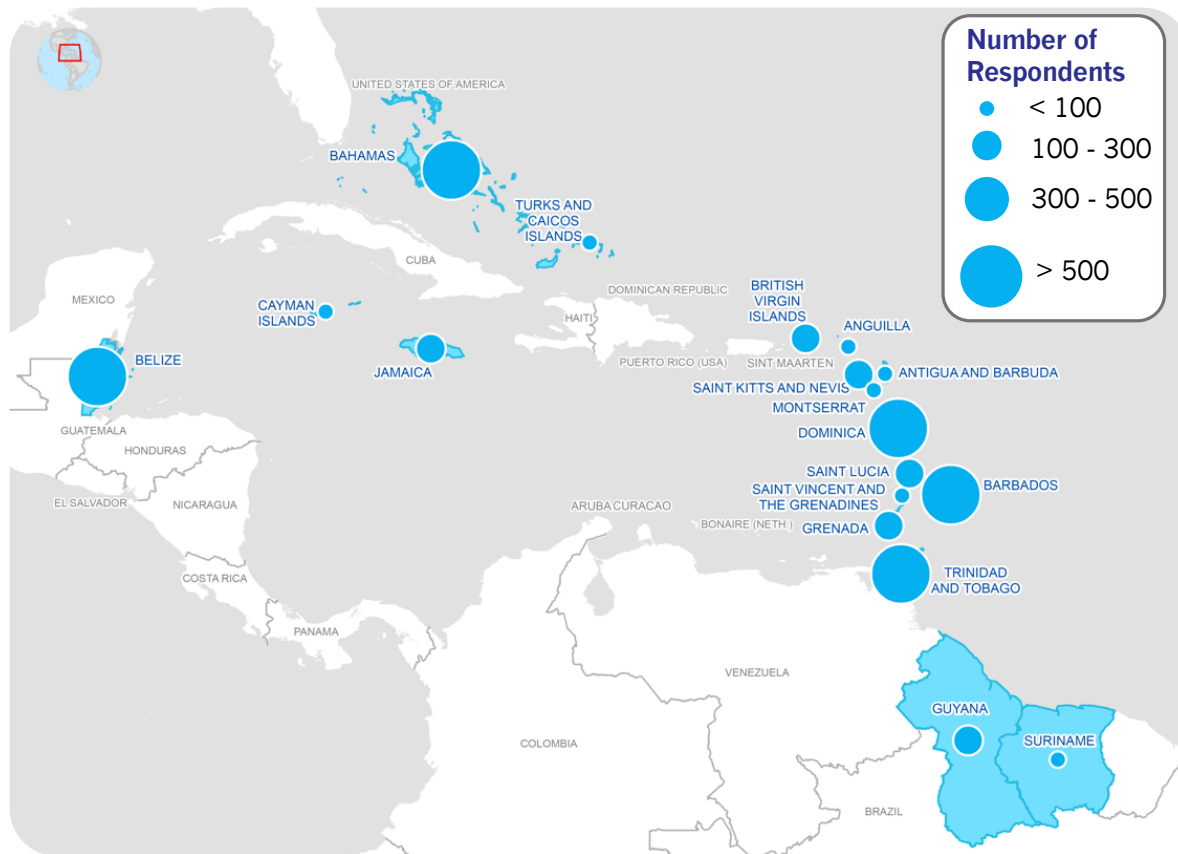 Number of
Respondents
< 100
100 - 300
300 - 500
> 500
UNITED STATES OF AMERICA
BAHAMAS
TURKS AND
CAICOS
ISLANDS
CUBA
MEXICO
CAYMAN
ISLANDS
HAITI
DOMINICAN REPUBLIC
BRITISH
VIRGIN
ISLANDS
ANGUILLA
BELIZE
JAMAICA
PUERTO RICO (USA)
SINT MAARTEN
ANTIGUA AND BARBUDA
SAINT KITTS AND NEVIS
MONTSERRAT
GUATEMALA
DOMINICA
HONDURAS
SAINT LUCIA
BARBADOS
SAINT VINCENT AND
THE GRENADINES
EL SALVADOR
NICARAGUA
ARUBA CURACAO
BONAIRE (NETH.)
GRENADA
COSTA RICA
TRINIDAD
AND TOBAGO
PANAMA
VENEZUELA
GUYANA
COLOMBIA
SURINAME
BRAZIL